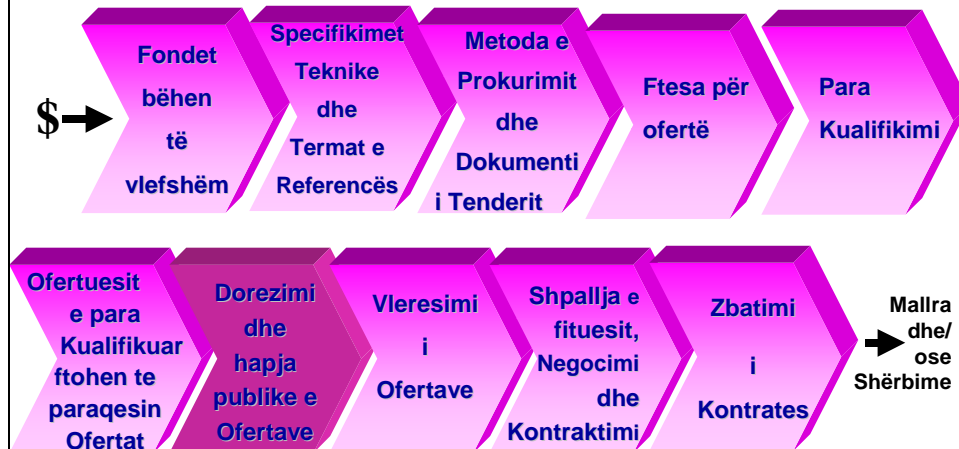 $
Fondet
bëhen
të
vlefshëm
Specifikimet
Teknike
dhe
Termat e
Referencës
Metoda e
Prokurimit
dhe
Dokumenti
i Tenderit
Ftesa për
ofertë
Para
Kualifikimi
Ofertuesit
e para
Kualifikuar
ftohen te
paraqesin
Ofertat
Dorezimi
dhe
hapja
publike e
Ofertave
Vleresimi
i
Ofertave
Shpallja e
fituesit,
Negocimi
dhe
Kontraktimi
Zbatimi
i
Kontrates
Mallra
dhe/
ose
Shërbime